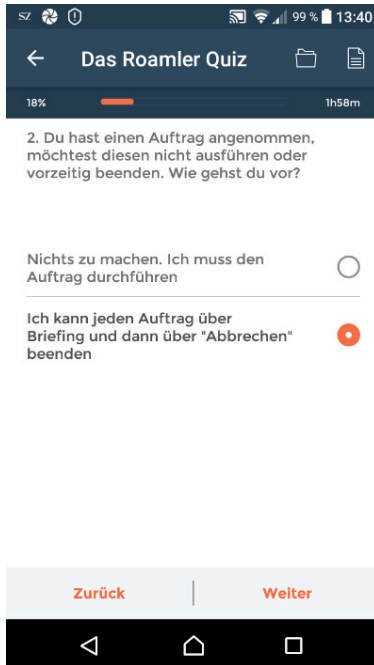 SZ 99 % 13:40
Das Roamler Quiz
18% 1h58m
2. Du hast einen Auftrag angenommen,
möchtest diesen nicht ausführen oder
vorzeitig beenden. Wie gehst du vor?
Nichts zu machen. Ich muss den
Auftrag durchführen
Ich kann jeden Auftrag über
Briefing und dann über "Abbrechen"
beenden
Zurück Weiter